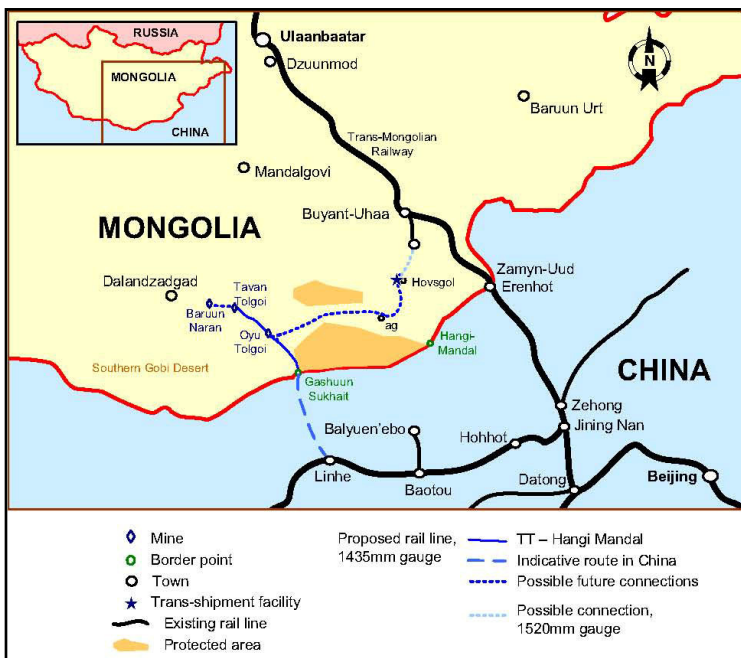 RUSSIA
MONGOLIA
CHINA
Ulaanbaatar
Dzuunmod
N
Baruun Urt
Trans-Mongolian
Railway
Mandalgovi
Buyant-Uhaa
MONGOLIA
Zamyn-Uud
Erenhot
Hovsgol
Dalandzadgad
Tavan
Tolgoi
Baruun
Naran
ag
Oyu
Tolgoi
Hangi-
Mandal
Southern Gobi Desert
Gashuun
Sukhait
CHINA
Zehong
Jining Nan
Balyuen'ebo
Hohhot
Linhe
Baotou
Datong
Beijing
Mine
Border point
Town
Trans-shipment facility
Existing rail line
Protected area
Proposed rail line,
1435mm gauge
TT – Hangi Mandal
Indicative route in China
Possible future connections
Possible connection,
1520mm gauge